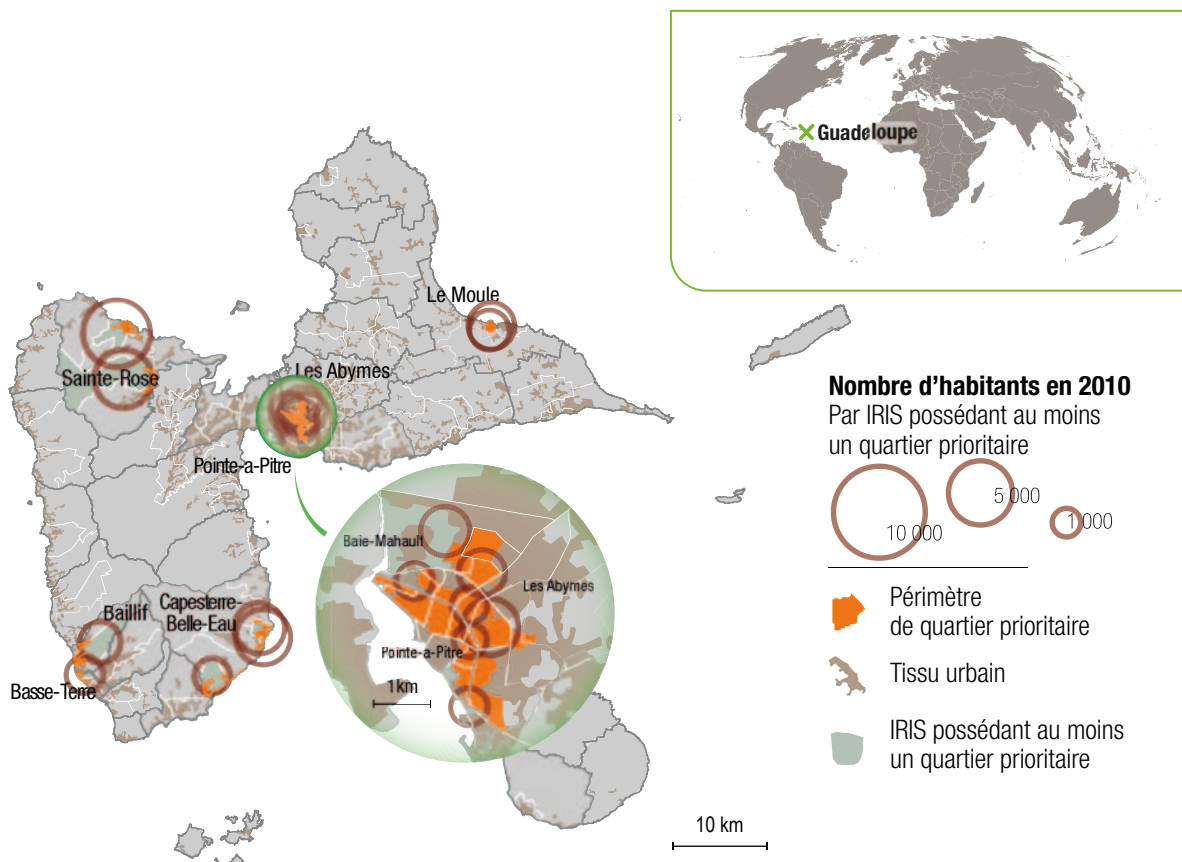 Guadeloupe
Le Moule
Sainte-Rose
Les Abymes
Pointe-a-Pitre
Nombre d'habitants en 2010
Par IRIS possédant au moins
un quartier prioritaire
10 000
5 000
1 000
Baie-Mahault
Les Abymes
Pointe-a-Pitre
1km
Baillif
Capesterre-
Belle-Eau
Basse-Terre
Périmètre
de quartier prioritaire
Tissu urbain
IRIS possédant au moins
un quartier prioritaire
10 km